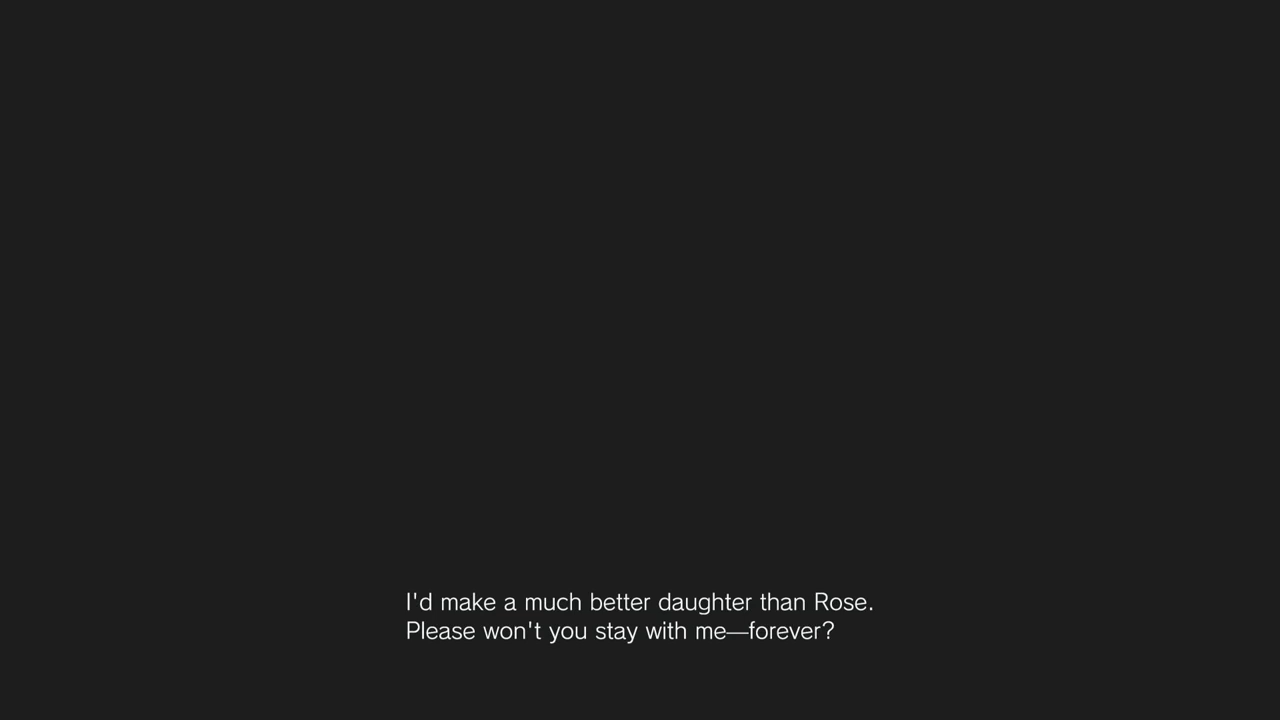 I'd make a much better daughter than Rose.
Please won't you stay with me—forever?